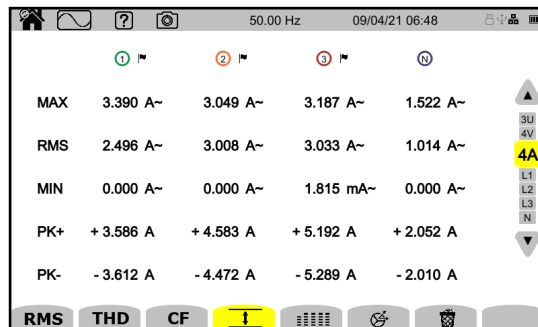 ? 50.00 Hz 09/04/21 06:48
1 2 3 N
MAX 3.390 A~ 3.049 A~ 3.187 A~ 1.522 A~
3U
4V
RMS 2.496 A~ 3.008 A~ 3.033 A~ 1.014 A~
4A
L1
MIN 0.000 A~ 0.000 A~ 1.815 mA~ 0.000 A~
L2
L3
N
PK+ + 3.586 A + 4.583 A + 5.192 A + 2.052 A
PK- - 3.612 A - 4.472 A - 5.289 A - 2.010 A
RMS THD CF